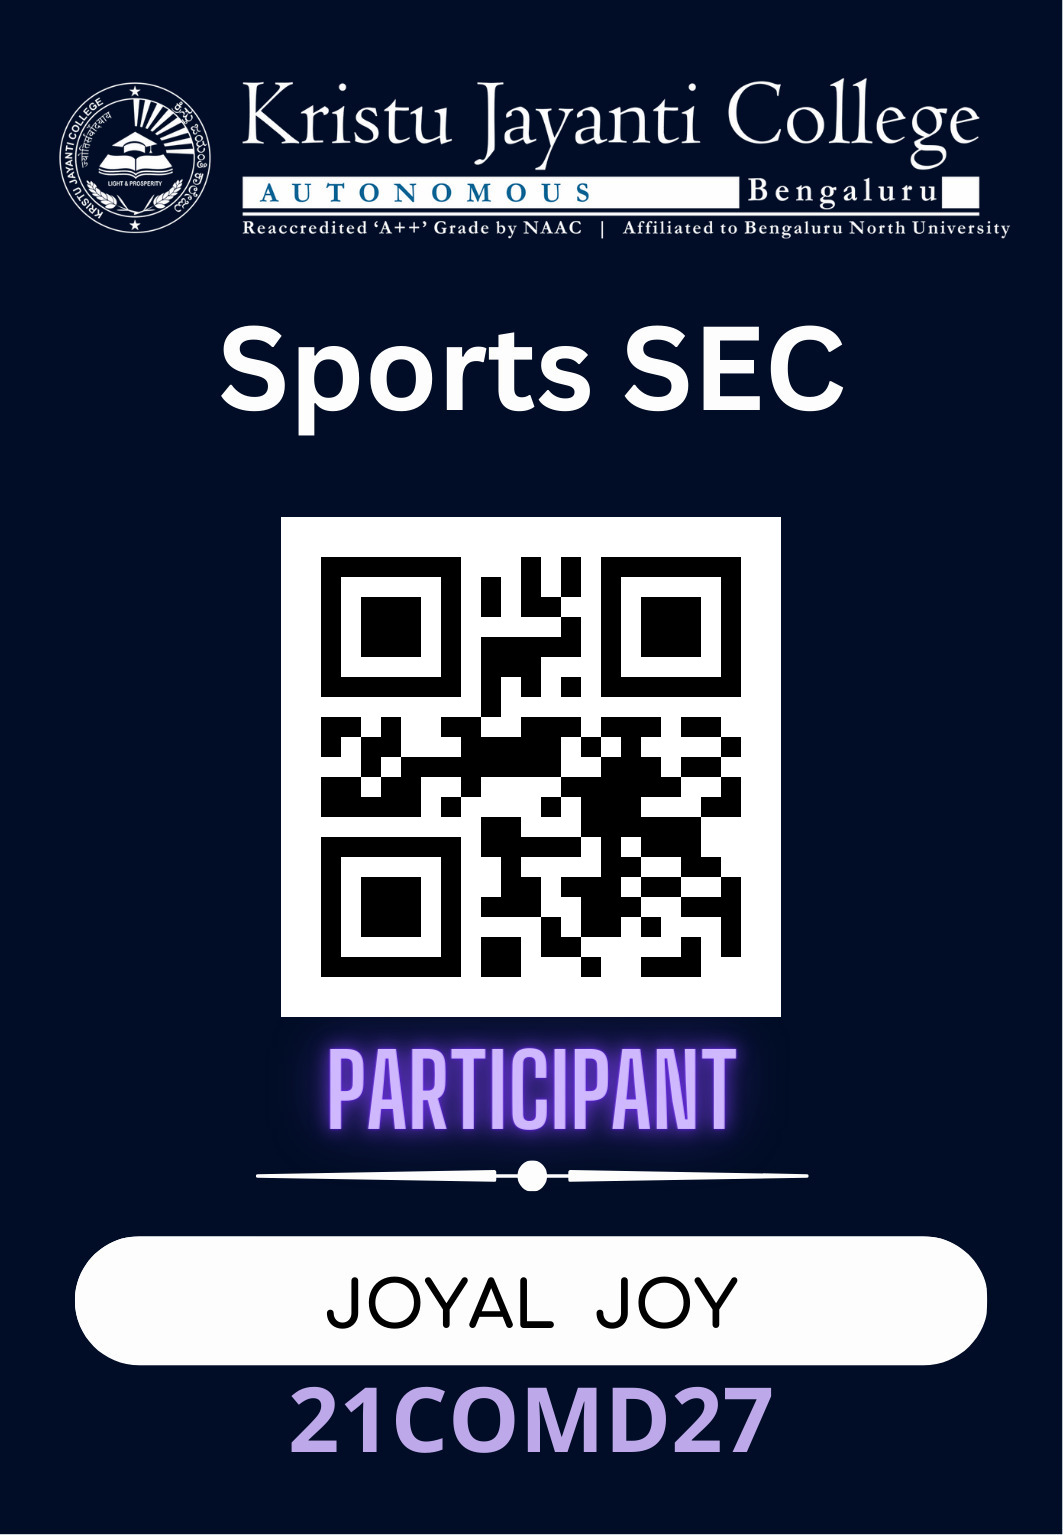 KRISTU JAYANTI COLLEGE
ಕ್ರಿಸ್ತು ಜಯಂತಿ ಕಾಲೇಜು
LIGHT & PROSPERITY
Kristu Jayanti College
AUTONOMOUS Bengaluru
Reaccredited ‘A++’ Grade by NAAC | Affiliated to Bengaluru North University
Sports SEC
PARTICIPANT
JOYAL JOY
21COMD27